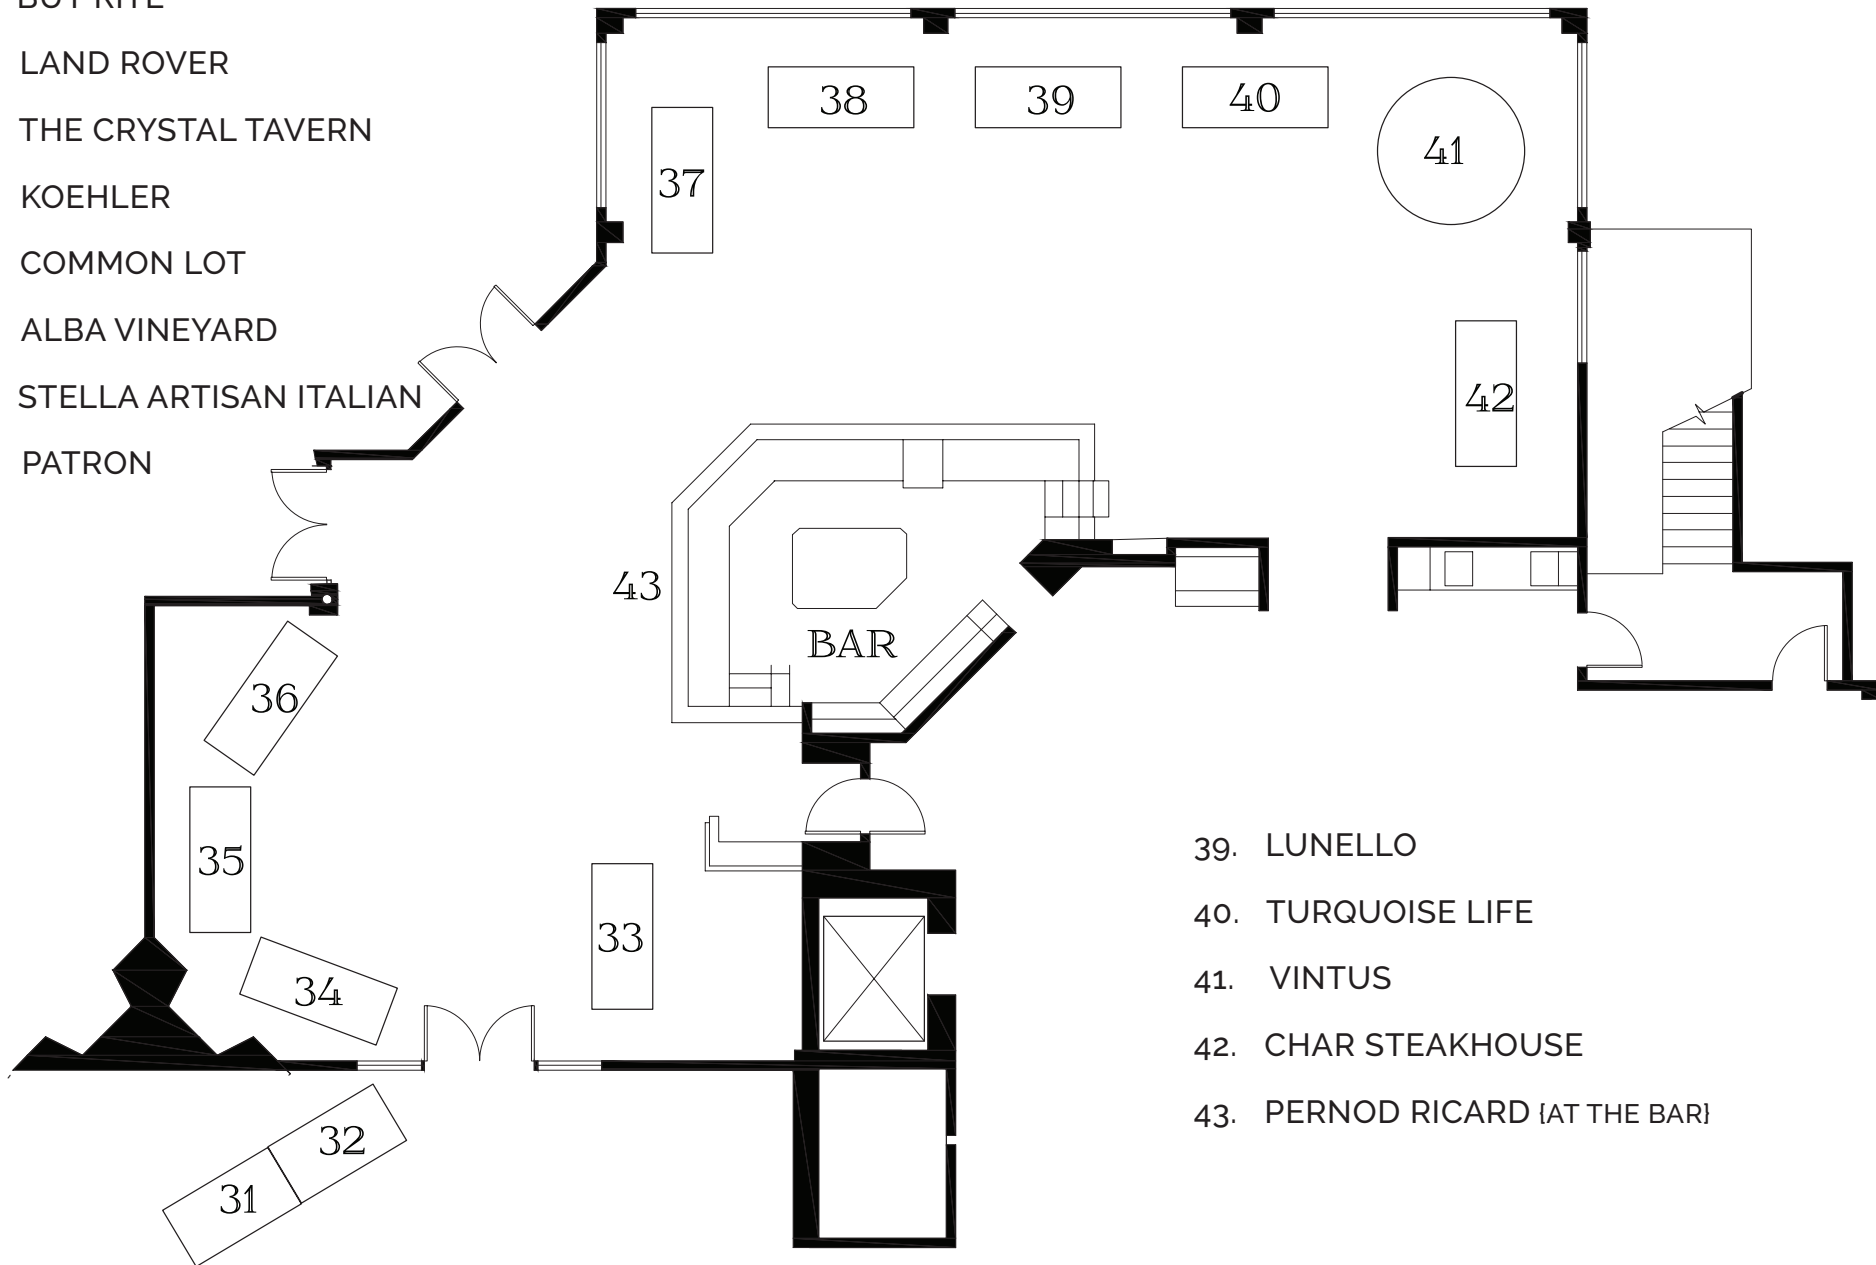 BUY RITE
LAND ROVER
THE CRYSTAL TAVERN
KOEHLER
COMMON LOT
ALBA VINEYARD
STELLA ARTISAN ITALIAN
PATRON
38
39
40
41
37
42
43
BAR
36
35
33
34
32
31
39. LUNELLO
40. TURQUOISE LIFE
41. VINTUS
42. CHAR STEAKHOUSE
43. PERNOD RICARD {AT THE BAR}